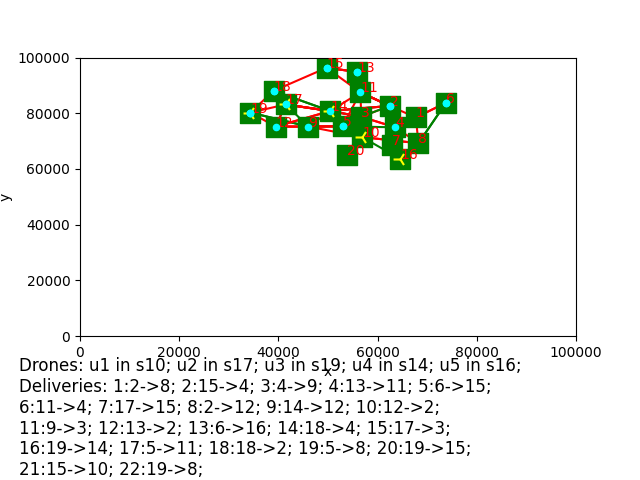 100000
80000
60000
40000
20000
0
y
0 20000 40000 60000 80000 100000
x
Drones: u1 in s10; u2 in s17; u3 in s19; u4 in s14; u5 in s16;
Deliveries: 1:2->8; 2:15->4; 3:4->9; 4:13->11; 5:6->15;
6:11->4; 7:17->15; 8:2->12; 9:14->12; 10:12->2;
11:9->3; 12:13->2; 13:6->16; 14:18->4; 15:17->3;
16:19->14; 17:5->11; 18:18->2; 19:5->8; 20:19->15;
21:15->10; 22:19->8;